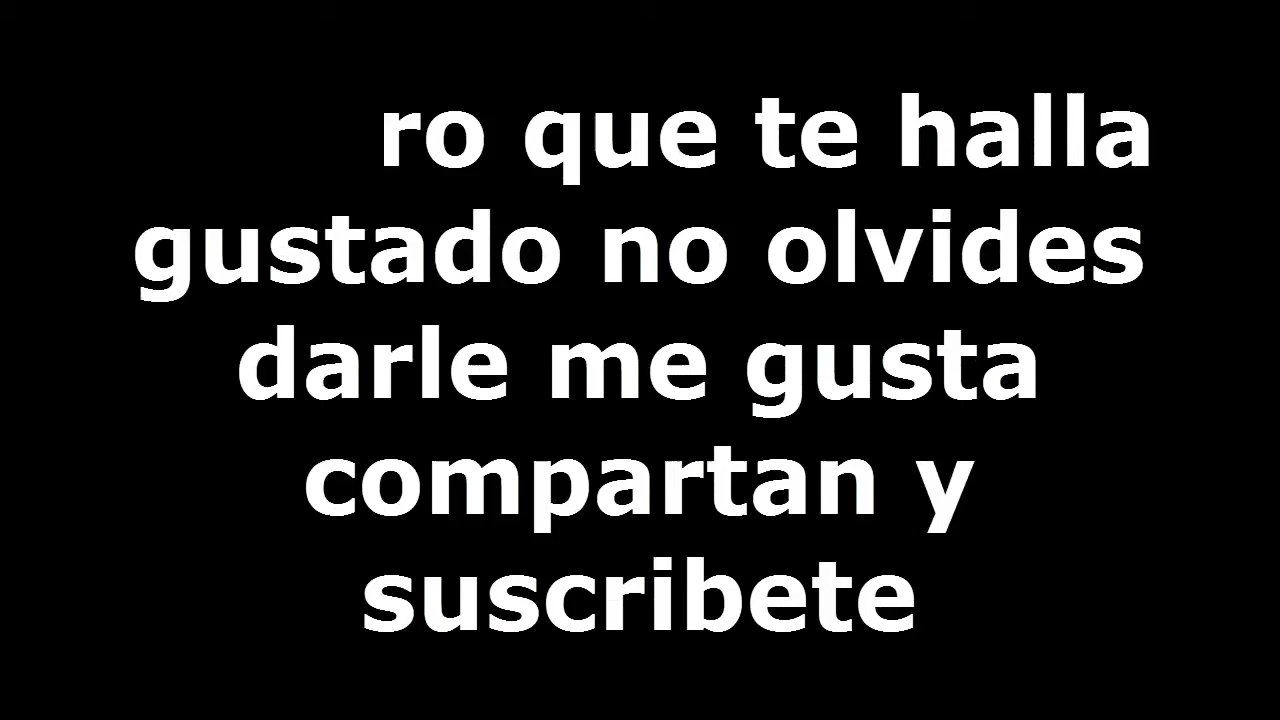 ro que te halla
gustado no olvides
darle me gusta
compartan y
suscribete